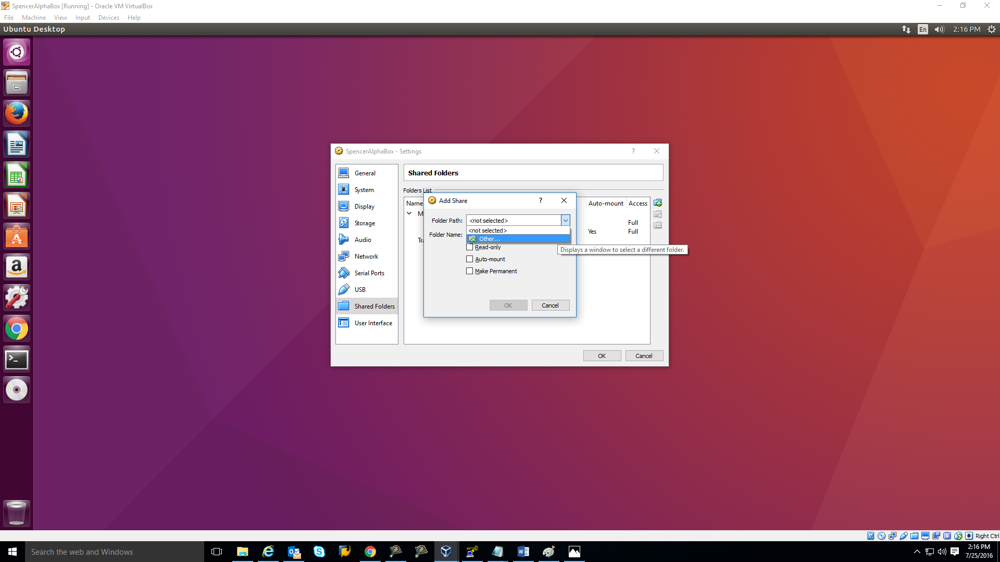 SpencerAlphaBox [Running] - Oracle VM VirtualBox
File Machine View Input Devices Help
Ubuntu Desktop
En
2:16 PM
SpencerAlphaBox - Settings
?
General
System
Display
Storage
Audio
Network
Serial Ports
USB
Shared Folders
User Interface
Shared Folders
Folders List
Name
Auto-mount
Access
M
Full
Yes
Full
Tr
Add Share
?
Folder Path:
<not selected>
<not selected>
Other...
Folder Name:
Read-only
Auto-mount
Make Permanent
OK
Cancel
Displays a window to select a different folder.
OK
Cancel
Right Ctrl
Search the web and Windows
2:16 PM
7/25/2016